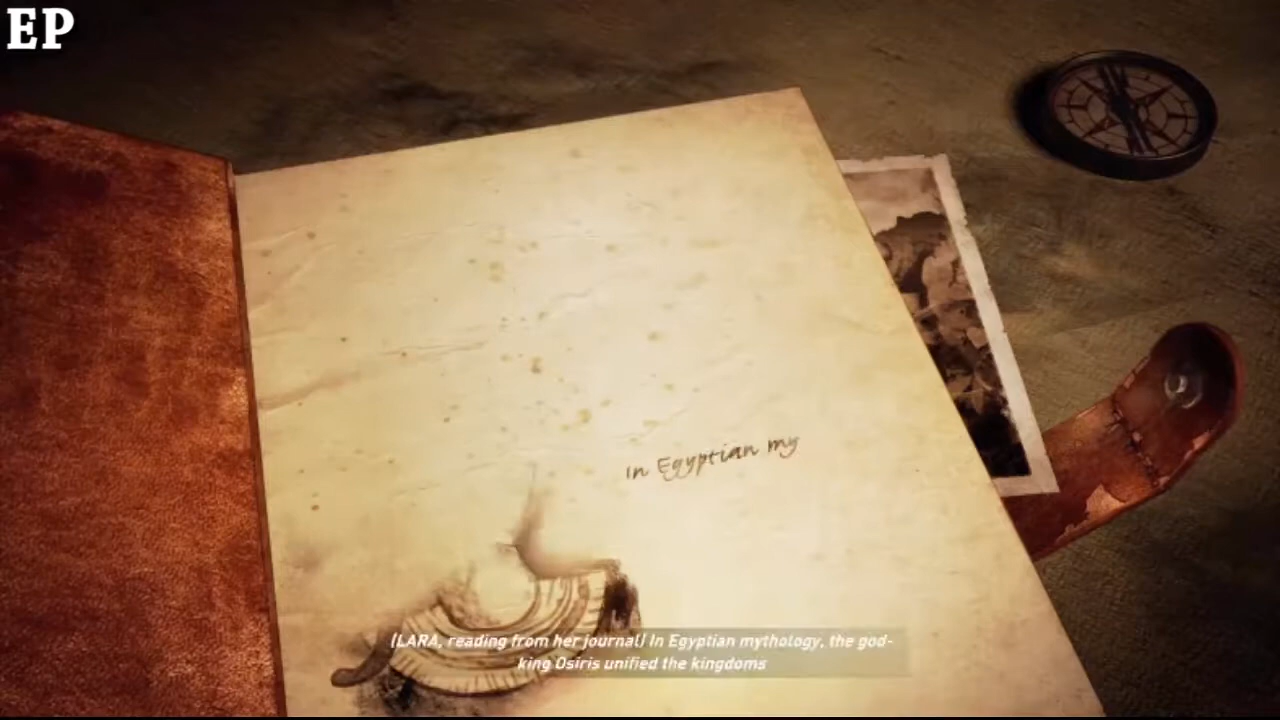 EP
In Egyptian my
[LARA, reading from her journal] In Egyptian mythology, the god-
king Osiris unified the kingdoms